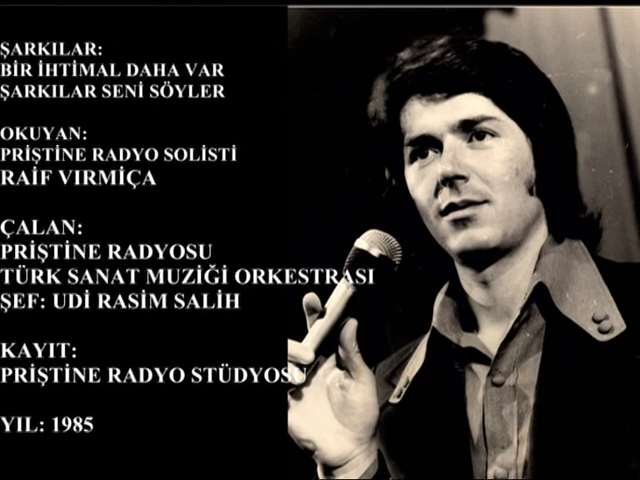 ŞARKILAR:
BİR İHTİMAL DAHA VAR
ŞARKILAR SENİ SÖYLER
OKUYAN:
PRİŞTİNE RADYO SOLİSTİ
RAİF VIRMİÇA
ÇALAN:
PRİŞTİNE RADYOSU
TÜRK SANAT MUZİĞİ ORKESTRASI
ŞEF: UDİ RASİM SALİH
KAYIT:
PRİŞTİNE RADYO STÜDYOSU
YIL: 1985